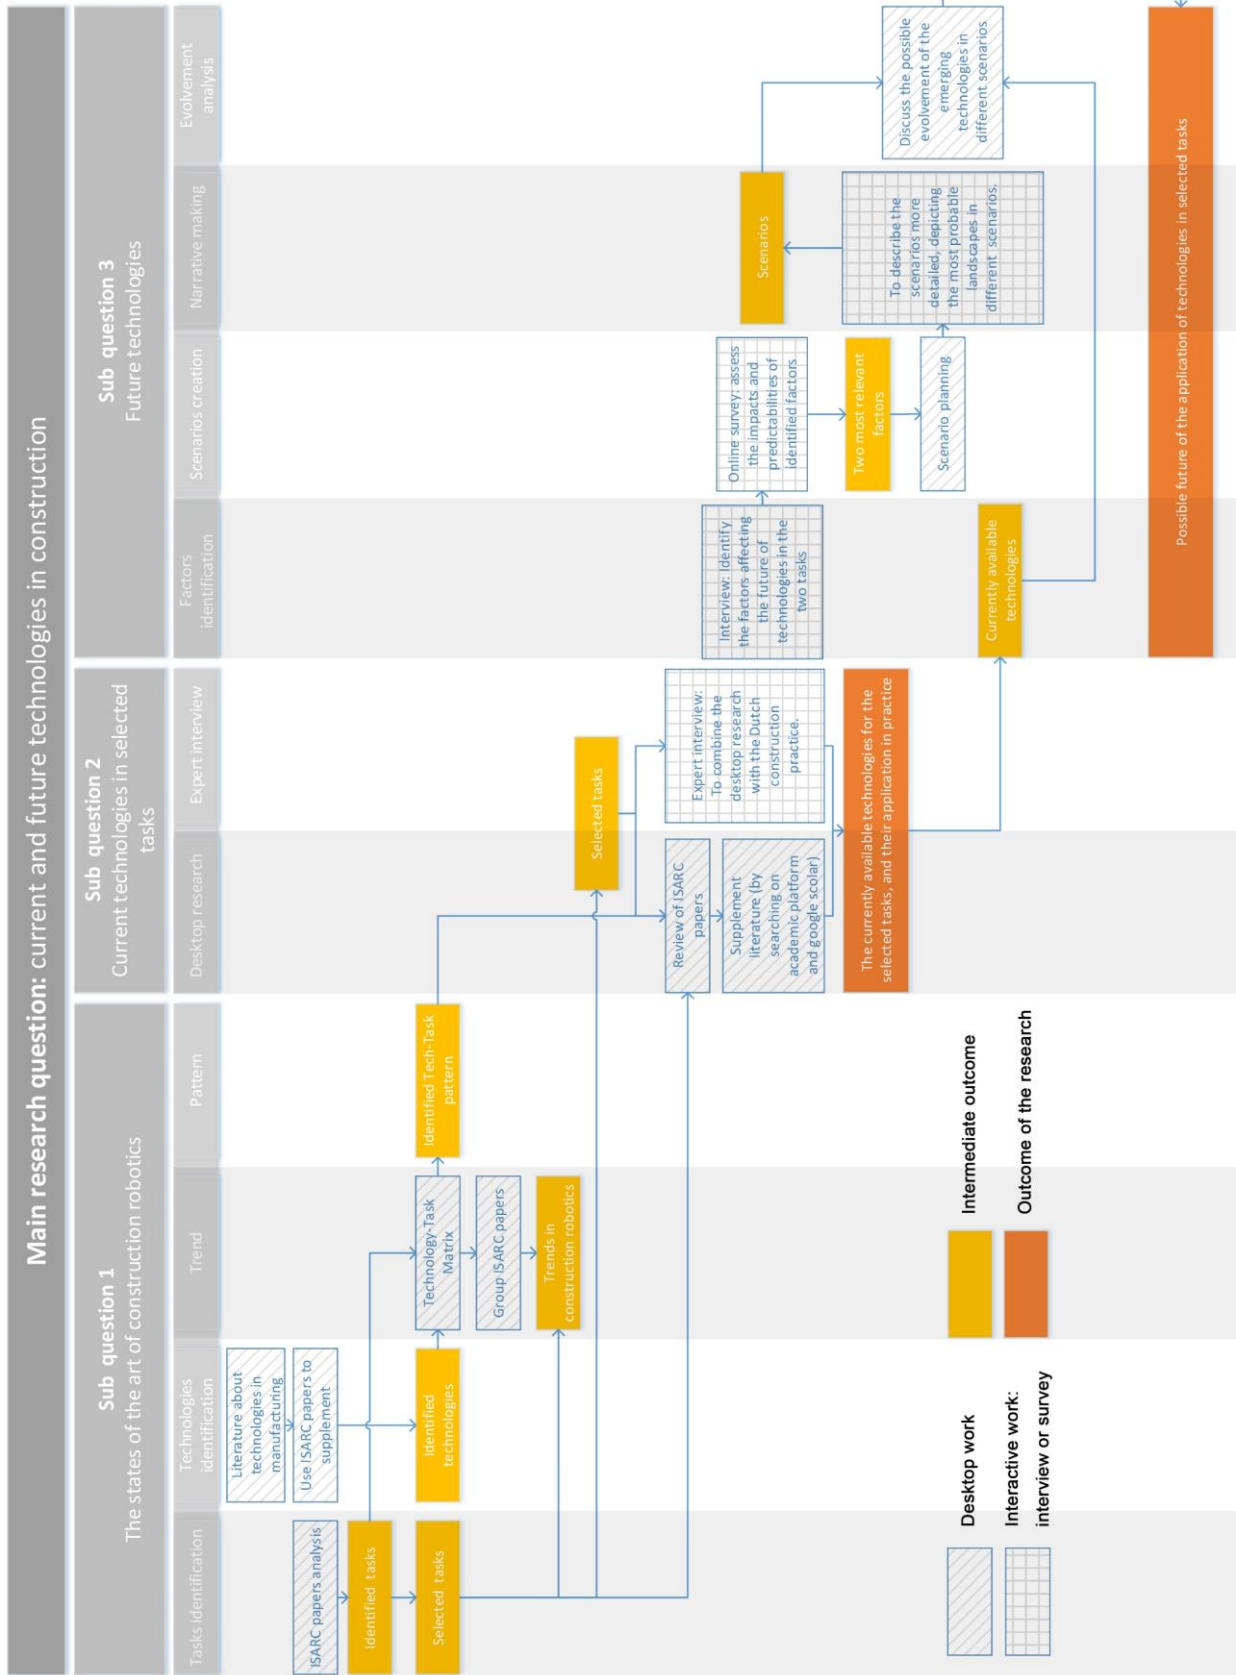 Main research question: current and future technologies in construction
Sub question 1
The states of the art of construction robotics
Sub question 2
Current technologies in selected
tasks
Sub question 3
Future technologies
Tasks identification
Technologies
identification
Trend
Pattern
Desktop research
Expert interview
Factors
identification
Scenarios creation
Narrative making
Evolvement
analysis
ISARC papers analysis
Identified tasks
Selected tasks
Literature about
technologies in
manufacturing
Use ISARC papers to
supplement
Identified
technologies
Technology-Task
Matrix
Group ISARC papers
Trends in
construction robotics
Identified Tech-Task
pattern
Selected tasks
Review of ISARC
papers
Supplement
literature (by
searching on
academic platform
and google scolar)
Expert interview:
To combine the
desktop research
with the Dutch
construction
practice.
The currently available technologies for the
selected tasks, and their application in practice
Interview: Identify
the factors affecting
the future of
technologies in the
two tasks
Currently available
technologies
Online survey: assess
the impacts and
predictabilities of
identified factors
Two most relevant
factors
Scenario planning
Scenarios
To describe the
scenarios more
detailed, depicting
the most probable
landscapes in
different scenarios.
Discuss the possible
evolvement of the
emerging
technologies in
different scenarios
Possible future of the application of technologies in selected tasks
Desktop work
Interactive work:
interview or survey
Intermediate outcome
Outcome of the research